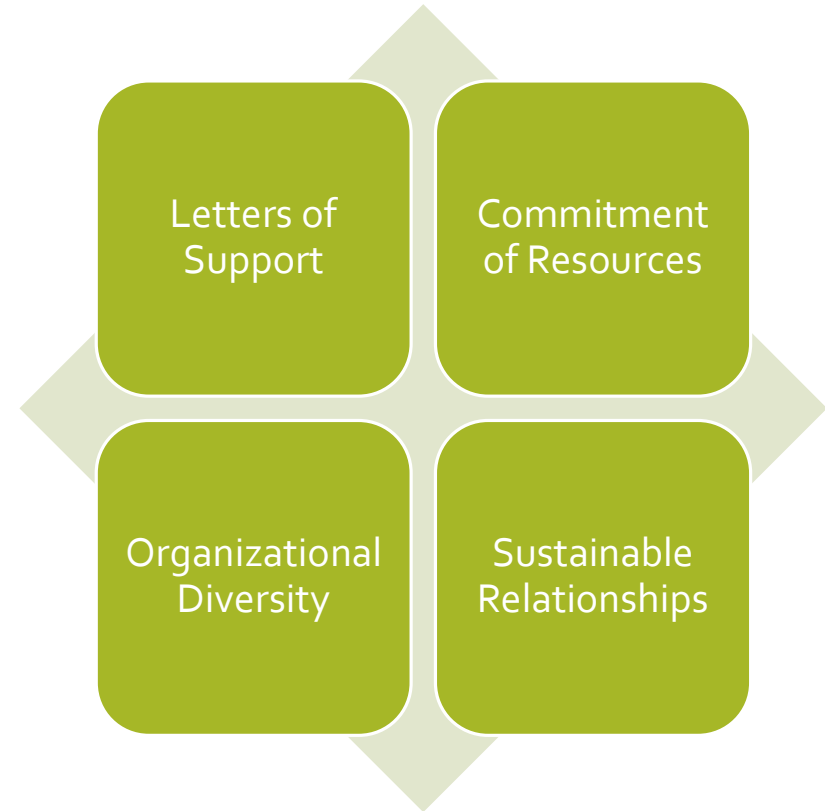 Letters of
Support
Commitment
of Resources
Organizational
Diversity
Sustainable
Relationships